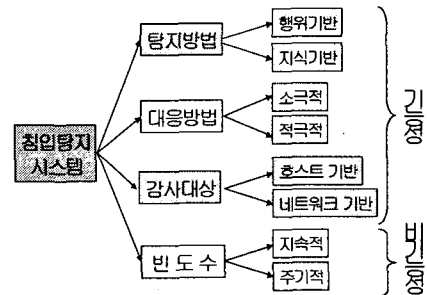 침입탐지
시스템
탐지방법
행위기반
지식기반
대응방법
소극적
적극적
감사대상
호스트 기반
네트워크 기반
빈 도 수
지속적
주기적
기능성
비기능성